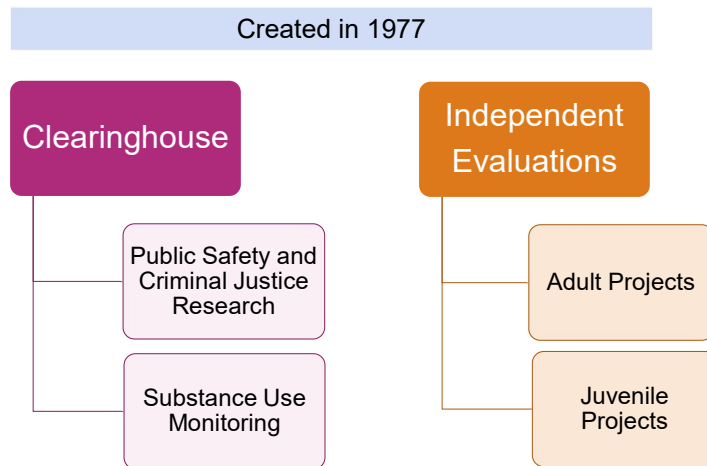 Created in 1977
Clearinghouse
Public Safety and
Criminal Justice
Research
Substance Use
Monitoring
Independent
Evaluations
Adult Projects
Juvenile
Projects